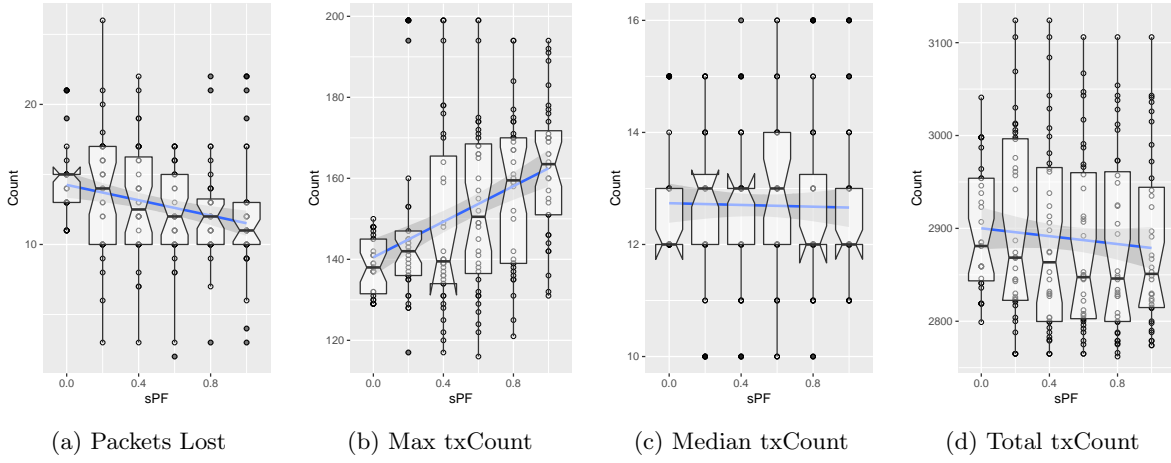 20
10
Count
0.0 0.4 0.8
sPF
(a) Packets Lost
200
180
160
140
120
Count
0.0 0.4 0.8
sPF
(b) Max txCount
16
14
12
10
Count
0.0 0.4 0.8
sPF
(c) Median txCount
3100
3000
2900
2800
Count
0.0 0.4 0.8
sPF
(d) Total txCount